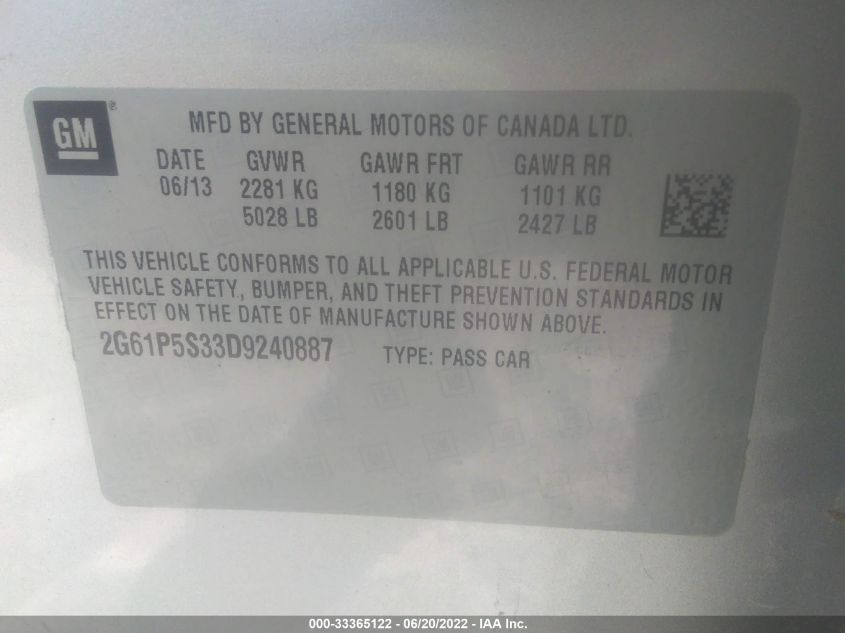 GM ®
MFD BY GENERAL MOTORS OF CANADA LTD.
DATE GVWR GAWR FRT GAWR RR
06/13 2281 KG 1180 KG 1101 KG
5028 LB 2601 LB 2427 LB
THIS VEHICLE CONFORMS TO ALL APPLICABLE U.S. FEDERAL MOTOR
VEHICLE SAFETY, BUMPER, AND THEFT PREVENTION STANDARDS IN
EFFECT ON THE DATE OF MANUFACTURE SHOWN ABOVE.
2G61P5S33D9240887 TYPE: PASS CAR
000-33365122 - 06/20/2022 - IAA Inc.